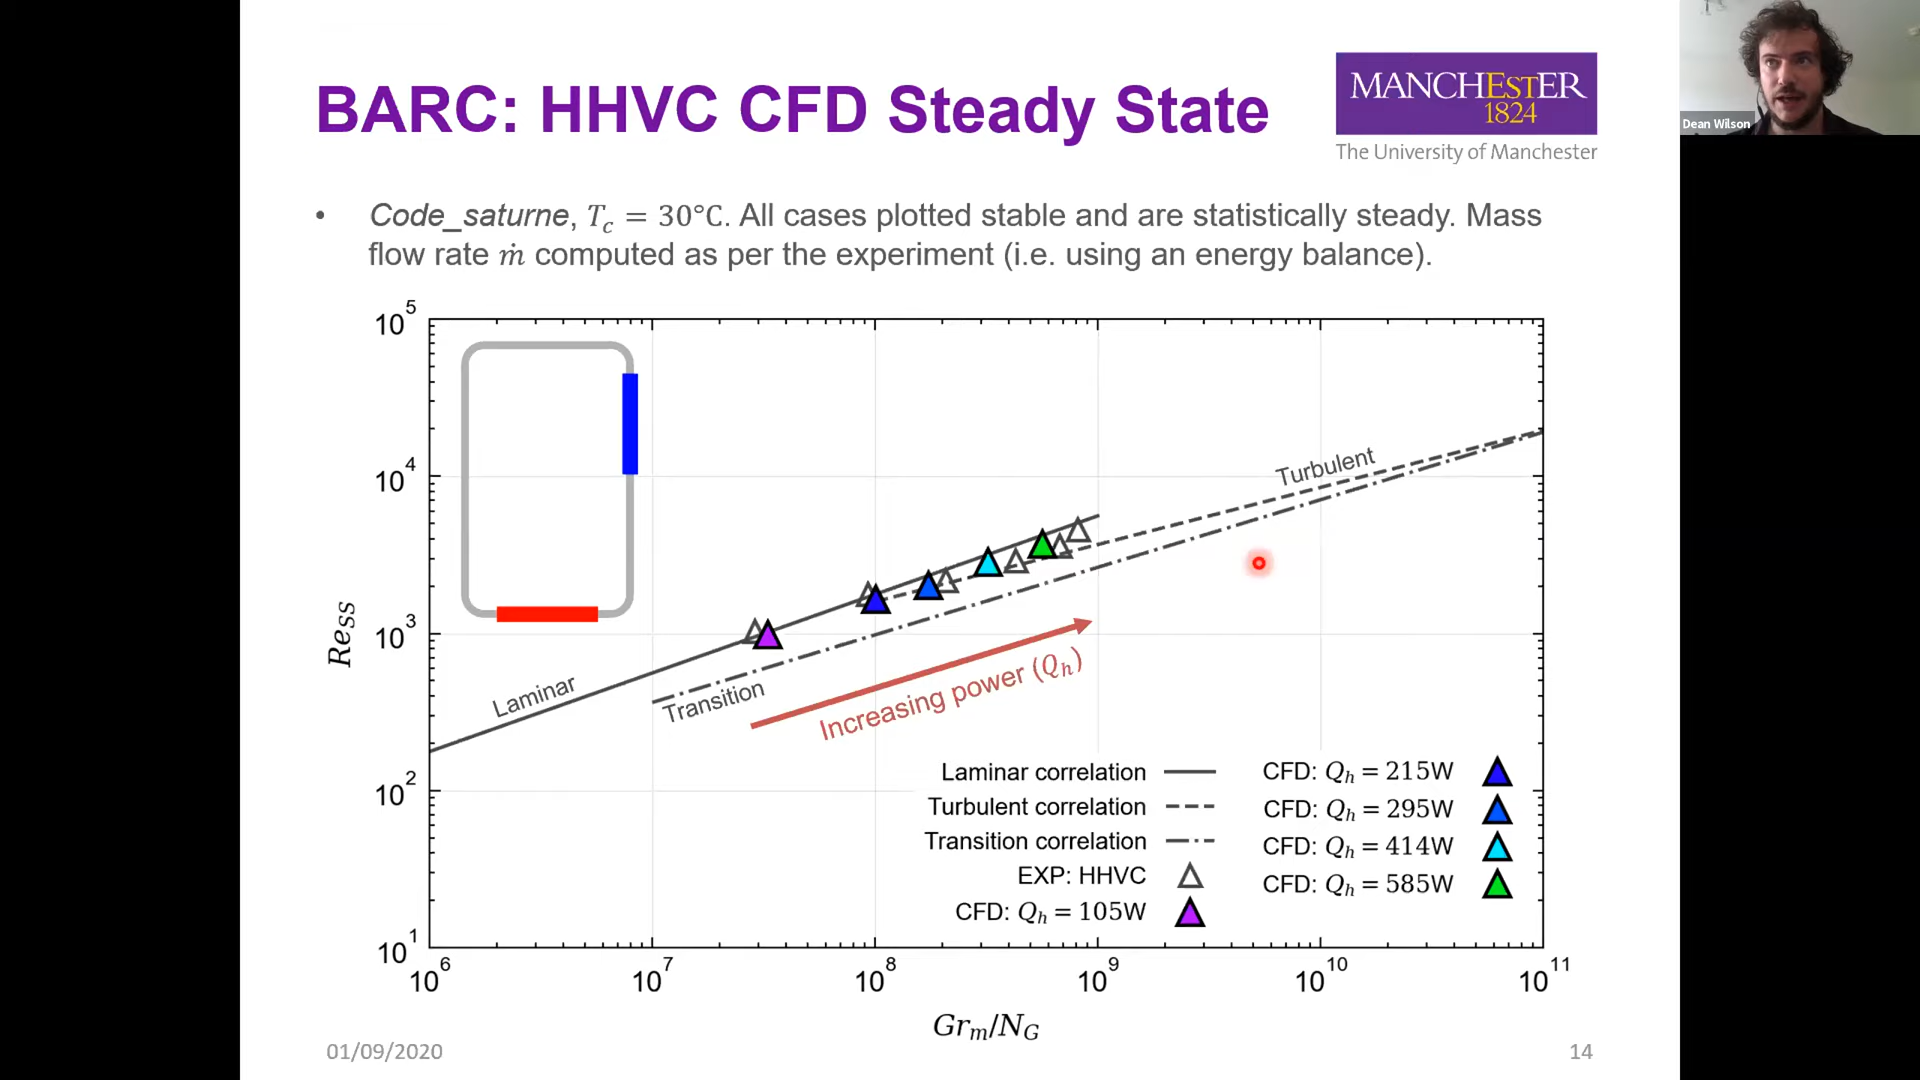 BARC: HHVC CFD Steady State
MANCHESTER
1824
The University of Manchester
Dean Wilson
• Code_saturne, T_c = 30°C. All cases plotted stable and are statistically steady. Mass
flow rate ṁ computed as per the experiment (i.e. using an energy balance).
10^5
10^4
10^3
10^2
10^1
Re_SS
Laminar
Transition
Turbulent
Increasing power (Q_h)
Laminar correlation
Turbulent correlation
Transition correlation
EXP: HHVC
CFD: Q_h = 105W
CFD: Q_h = 215W
CFD: Q_h = 295W
CFD: Q_h = 414W
CFD: Q_h = 585W
10^6 10^7 10^8 10^9 10^10 10^11
Gr_m/N_G
01/09/2020
14